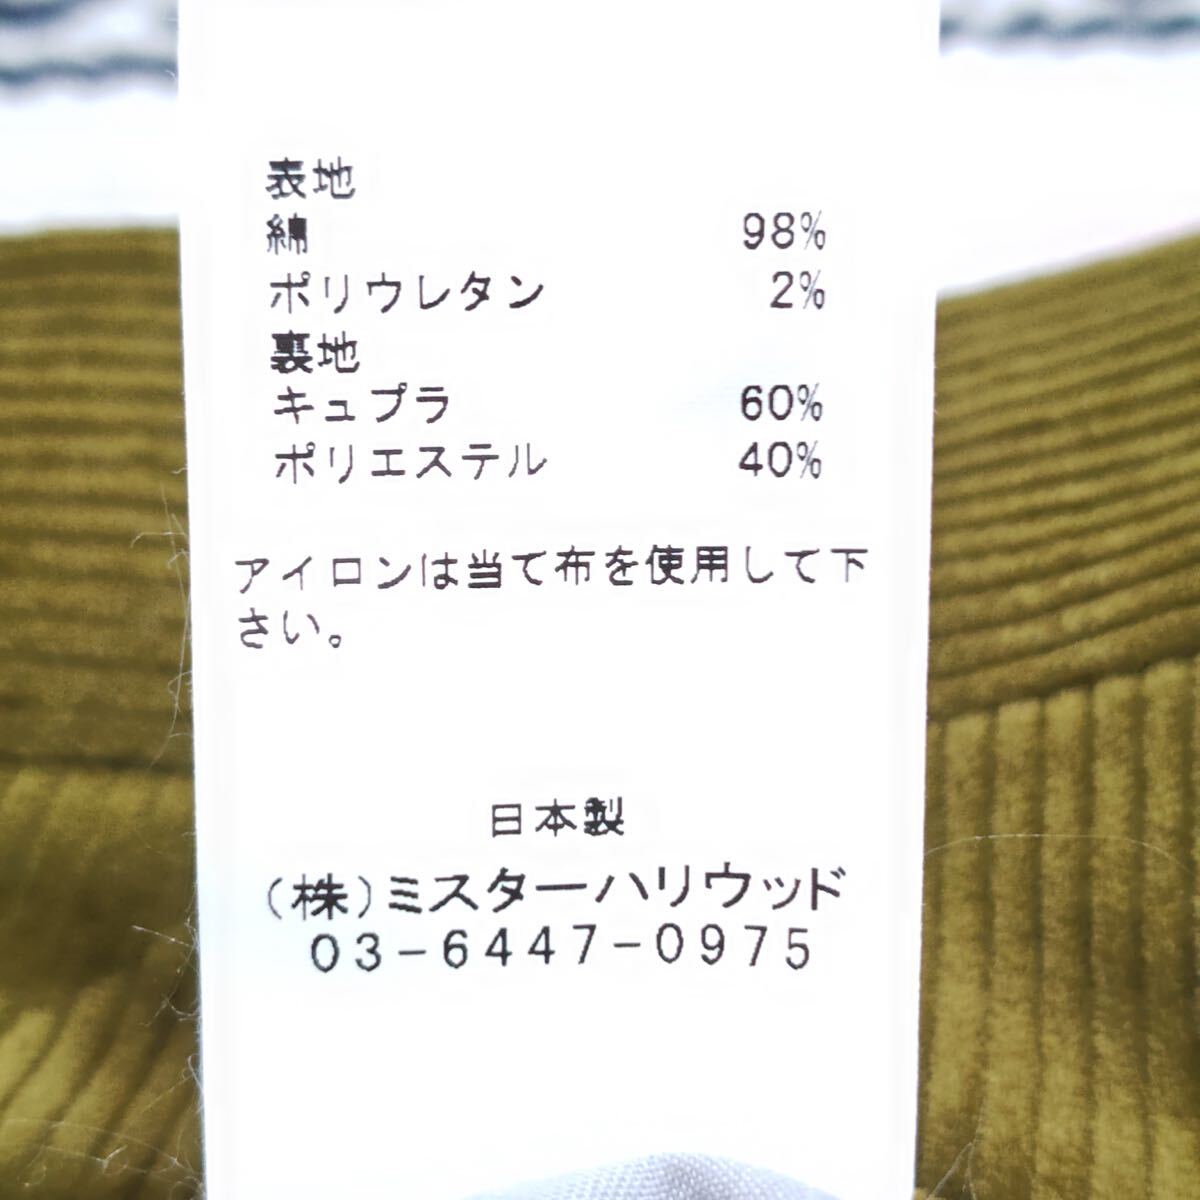 表地
綿 98%
ポリウレタン 2%
裏地
キュプラ 60%
ポリエステル 40%
アイロンは当て布を使用して下
さい。
日本製
(株)ミスターハリウッド
03-6447-0975